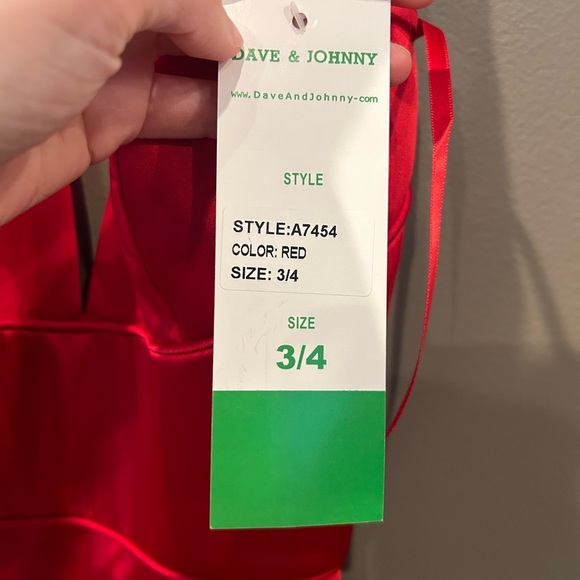 DAVE & JOHNNY
www.DaveAndJohnny-com
STYLE
STYLE:A7454
COLOR: RED
SIZE: 3/4
SIZE
3/4